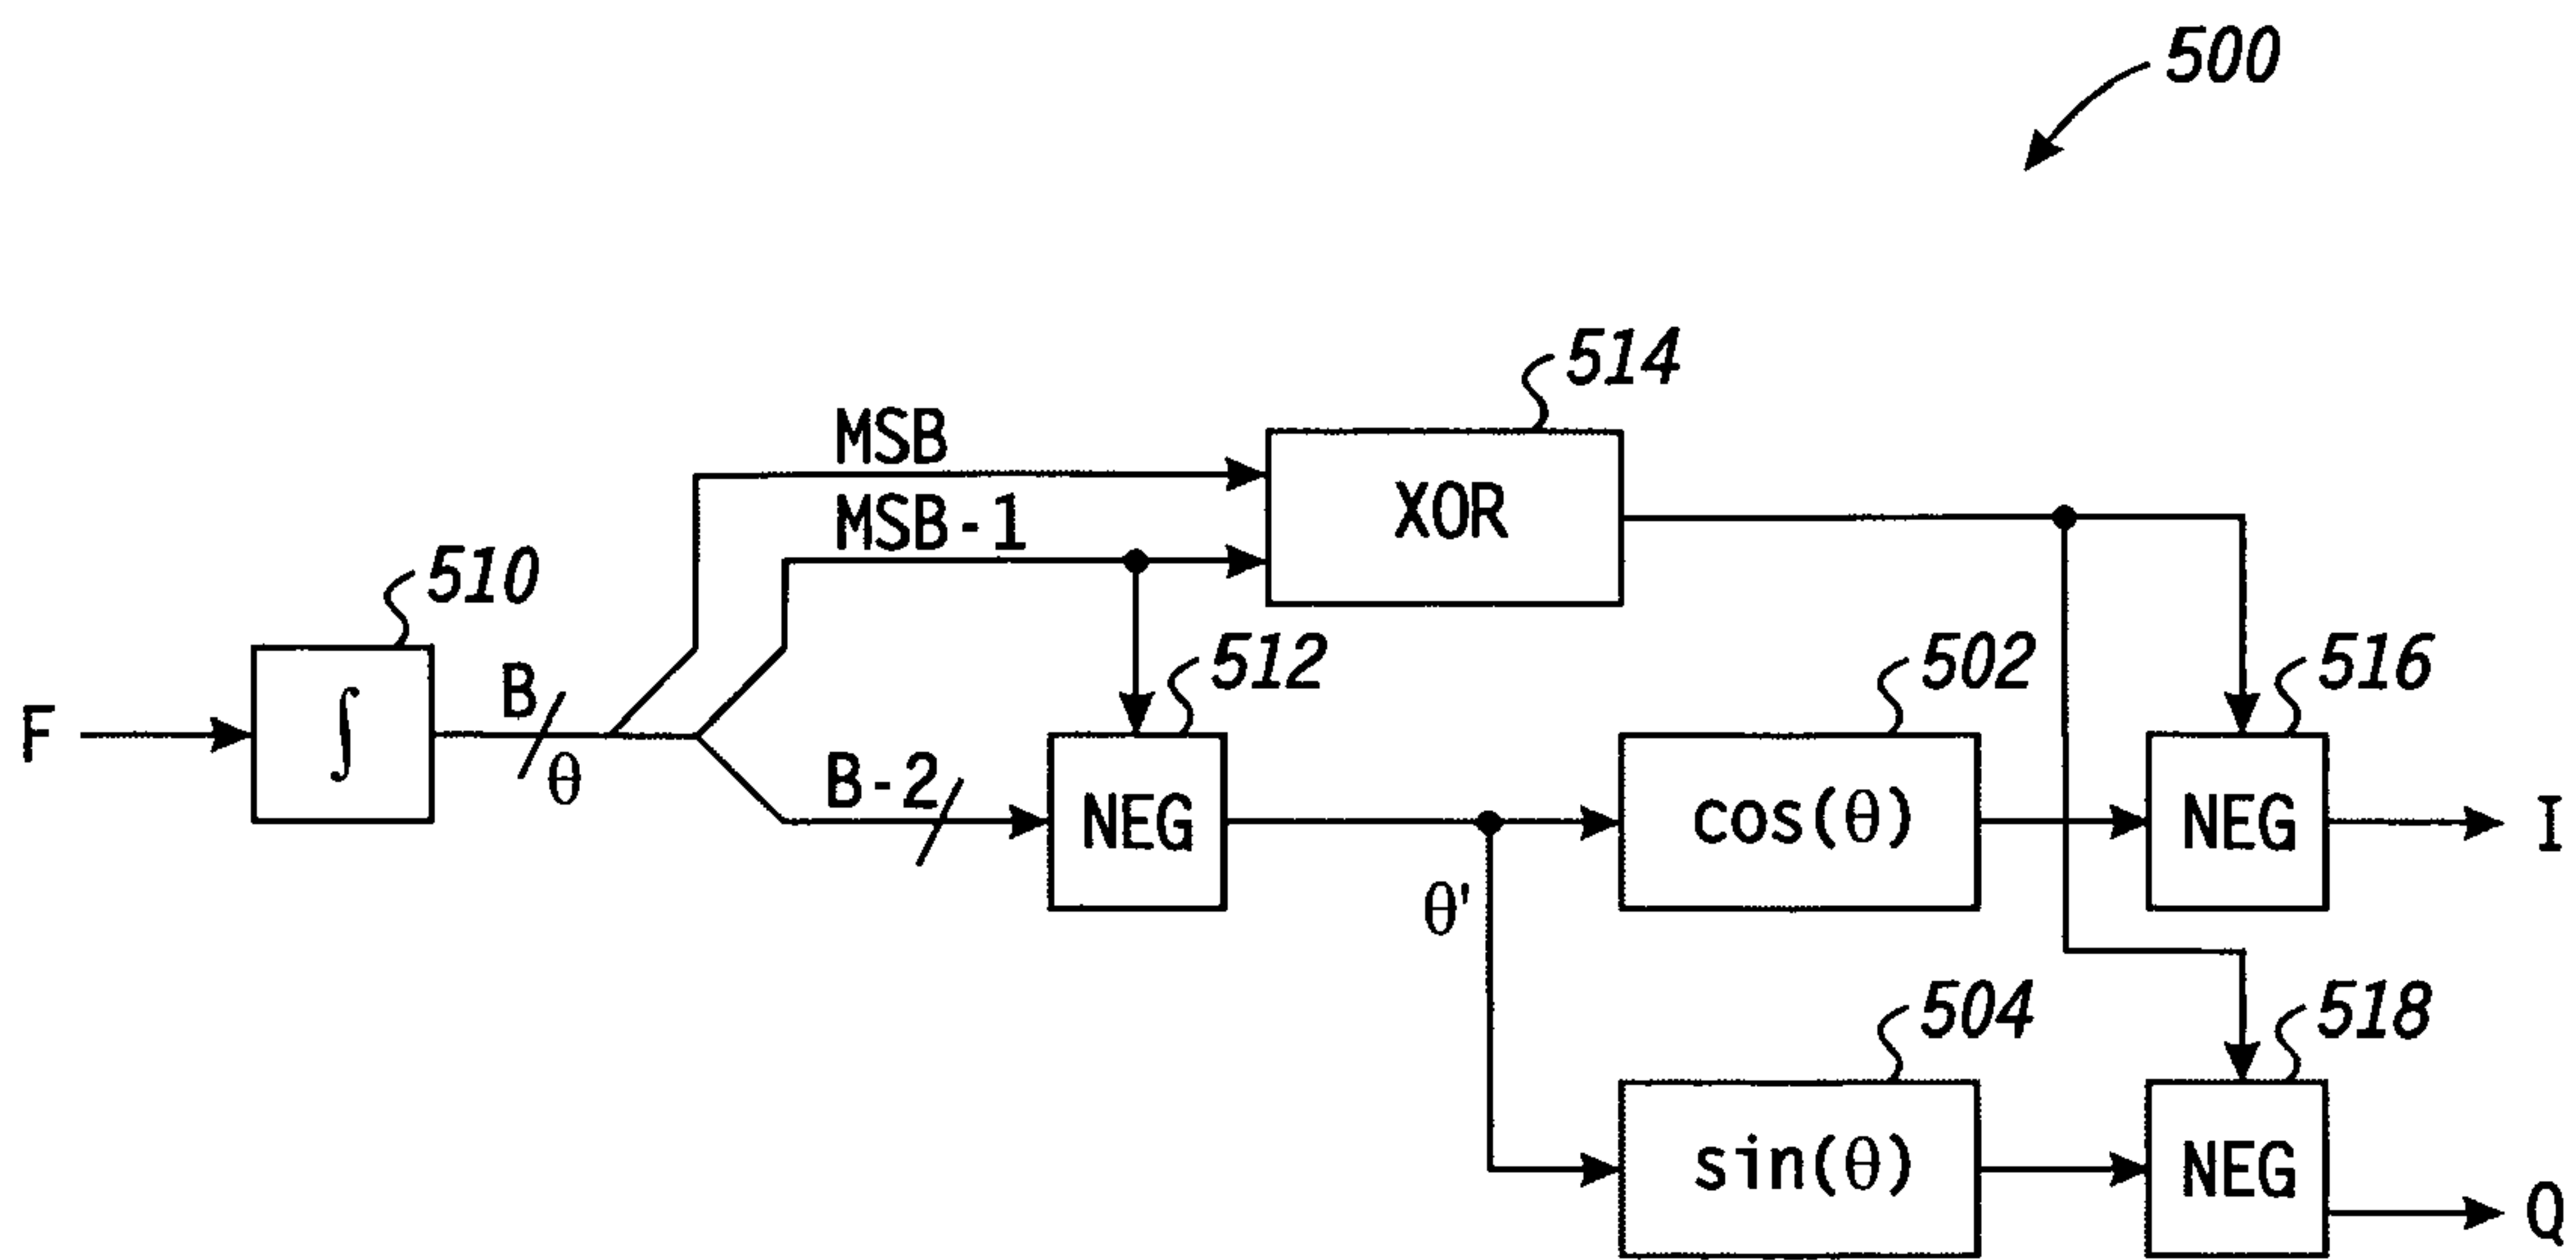 500
514
MSB
XOR
MSB-1
510
512
502
516
B
F
∫
θ
B-2
NEG
cos(θ)
NEG
I
θ'
504
518
sin(θ)
NEG
Q